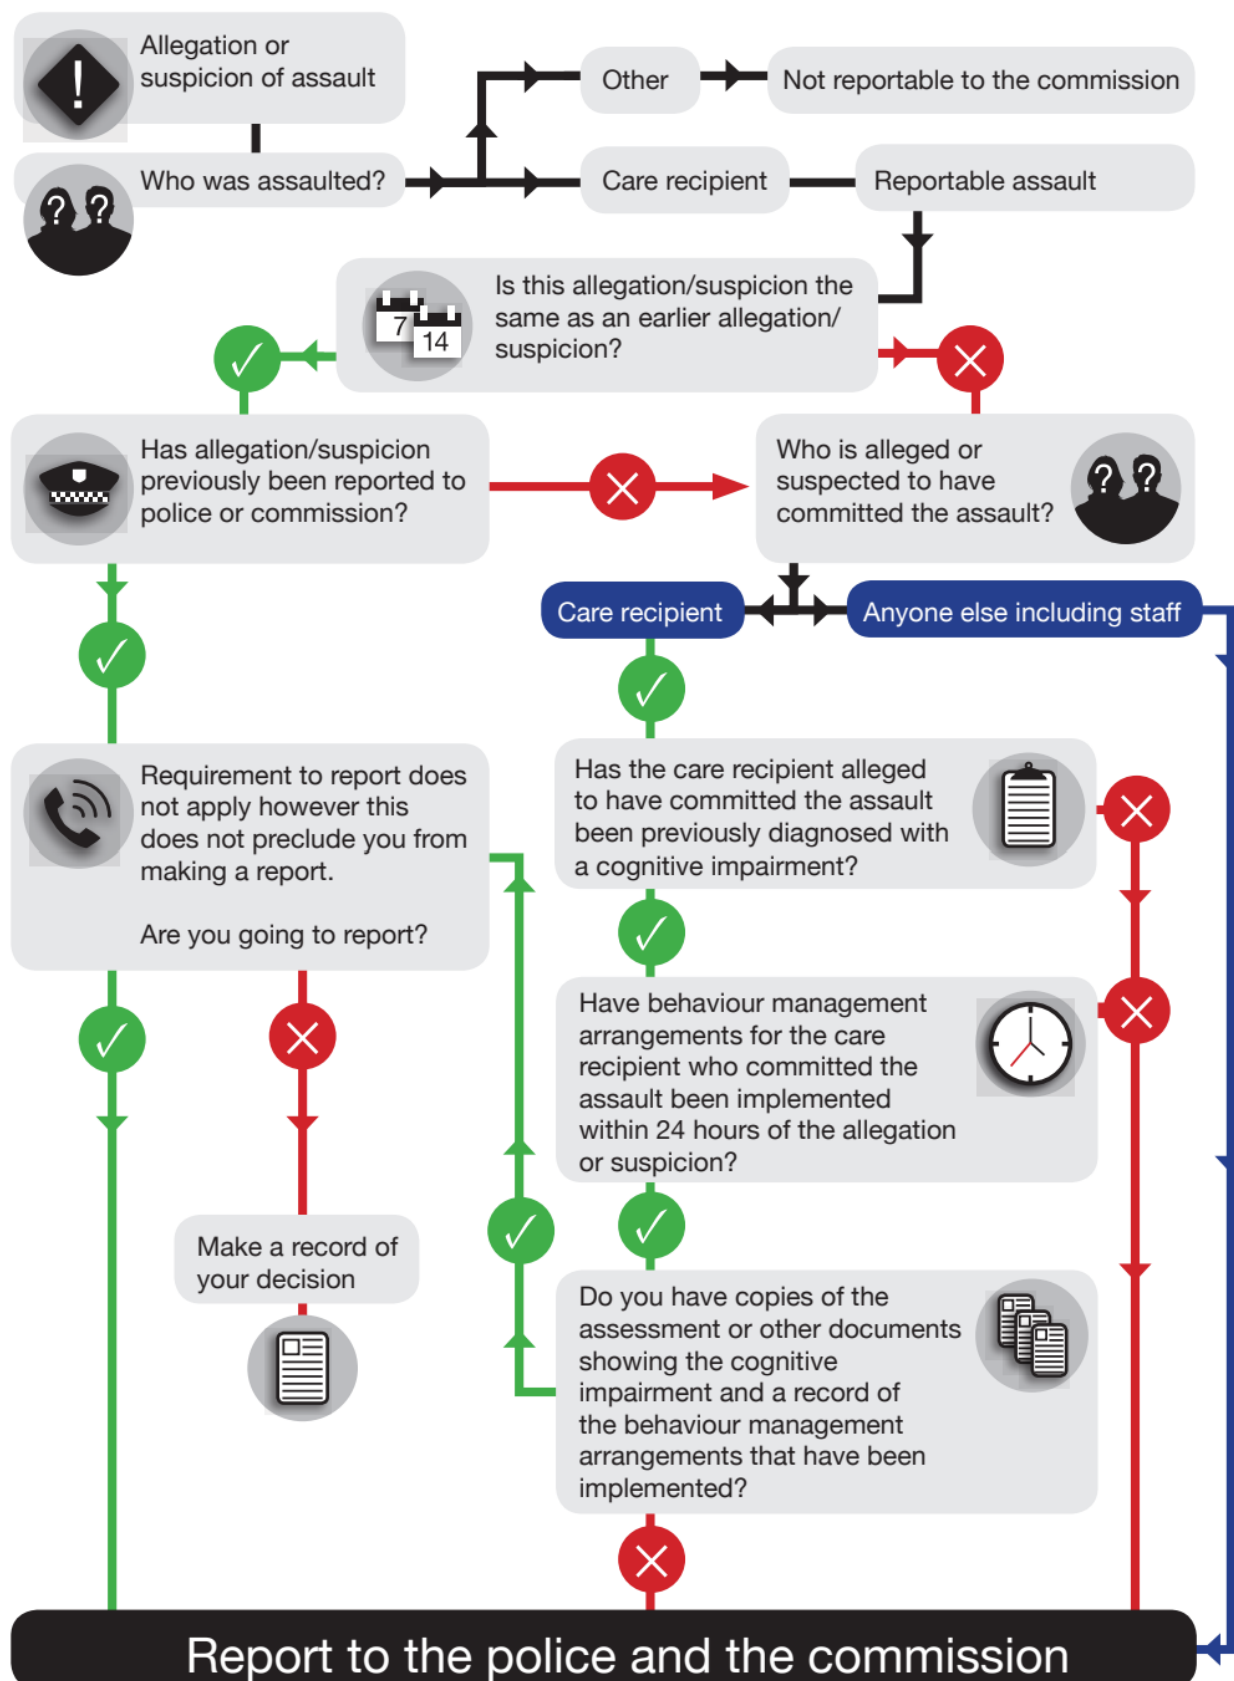 Allegation or
suspicion of assault
Other
Not reportable to the commission
Who was assaulted?
Care recipient
Reportable assault
? ?
Is this allegation/suspicion the
same as an earlier allegation/
suspicion?
7
14
Has allegation/suspicion
previously been reported to
police or commission?
Who is alleged or
suspected to have
committed the assault?
? ?
Care recipient
Anyone else including staff
Requirement to report does
not apply however this
does not preclude you from
making a report.
Are you going to report?
Has the care recipient alleged
to have committed the assault
been previously diagnosed with
a cognitive impairment?
Have behaviour management
arrangements for the care
recipient who committed the
assault been implemented
within 24 hours of the allegation
or suspicion?
Make a record of
your decision
Do you have copies of the
assessment or other documents
showing the cognitive
impairment and a record of
the behaviour management
arrangements that have been
implemented?
Report to the police and the commission